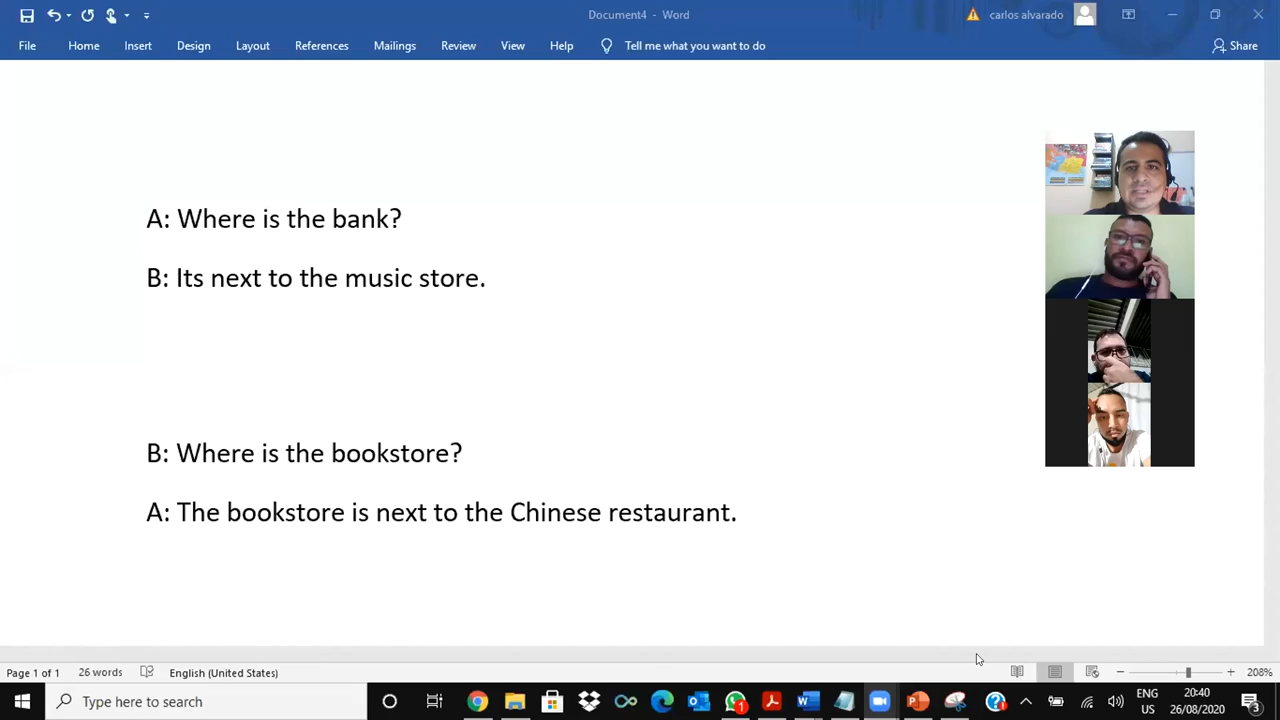 Document4 - Word
carlos alvarado
File Home Insert Design Layout References Mailings Review View Help Tell me what you want to do Share
A: Where is the bank?
B: Its next to the music store.
B: Where is the bookstore?
A: The bookstore is next to the Chinese restaurant.
Page 1 of 1 26 words English (United States) 208%
Type here to search
ENG 20:40
US 26/08/2020
1
3